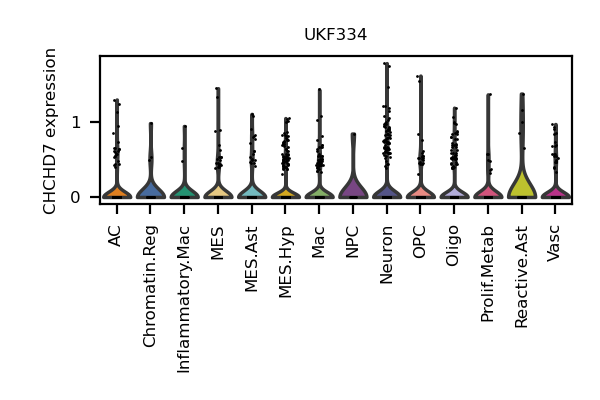 UKF334
CHCHD7 expression
1
0
AC
Chromatin.Reg
Inflammatory.Mac
MES
MES.Ast
MES.Hyp
Mac
NPC
Neuron
OPC
Oligo
Prolif.Metab
Reactive.Ast
Vasc